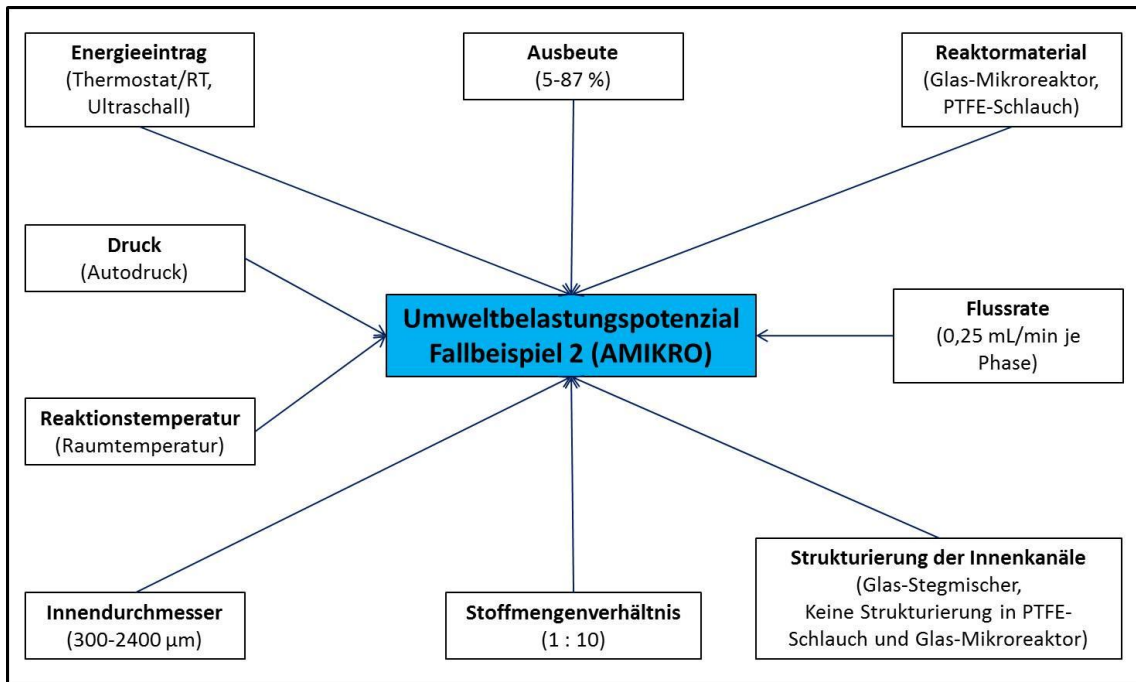 Energieeintrag
(Thermostat/RT,
Ultraschall)
Ausbeute
(5-87 %)
Reaktormaterial
(Glas-Mikroreaktor,
PTFE-Schlauch)
Druck
(Autodruck)
Umweltbelastungspotenzial
Fallbeispiel 2 (AMIKRO)
Flussrate
(0,25 mL/min je
Phase)
Reaktionstemperatur
(Raumtemperatur)
Innendurchmesser
(300-2400 µm)
Stoffmengenverhältnis
(1 : 10)
Strukturierung der Innenkanäle
(Glas-Stegmischer,
Keine Strukturierung in PTFE-
Schlauch und Glas-Mikroreaktor)